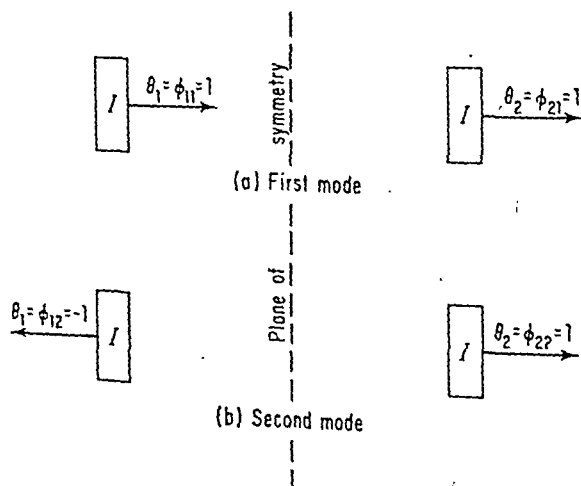 θ₁=ϕ₁₁=1
I
symmetry
θ₂=ϕ₂₁=1
I
(a) First mode
θ₁=ϕ₁₂=-1
I
Plane of
θ₂=ϕ₂₂=1
I
(b) Second mode